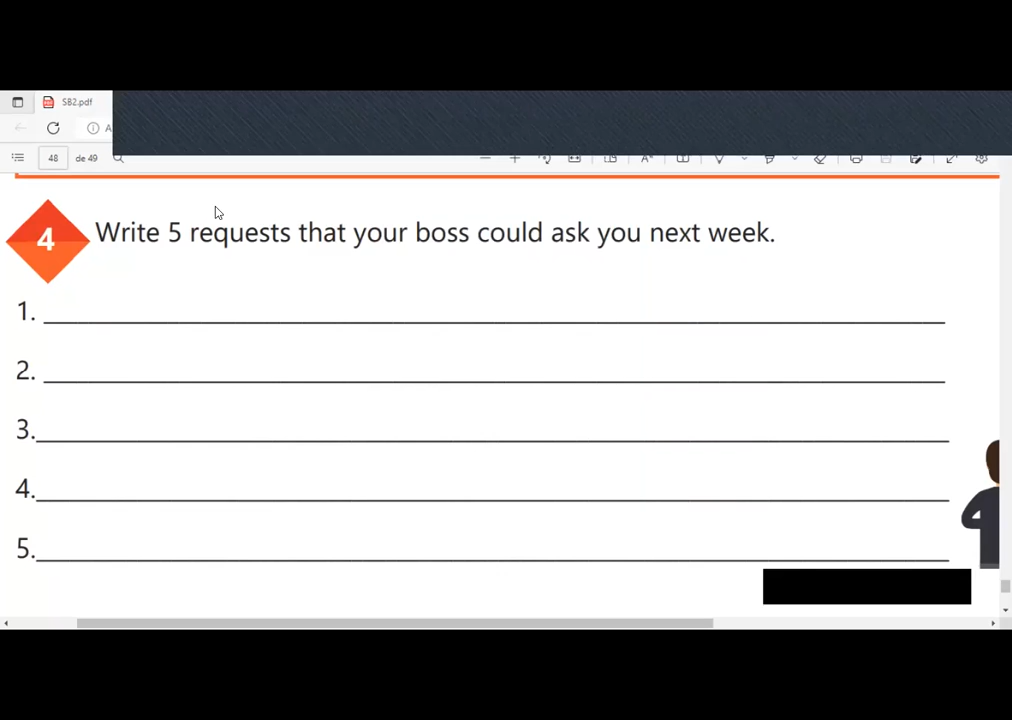 SB2.pdf
A
48 de 49
4 Write 5 requests that your boss could ask you next week.
1.
2.
3.
4.
5.